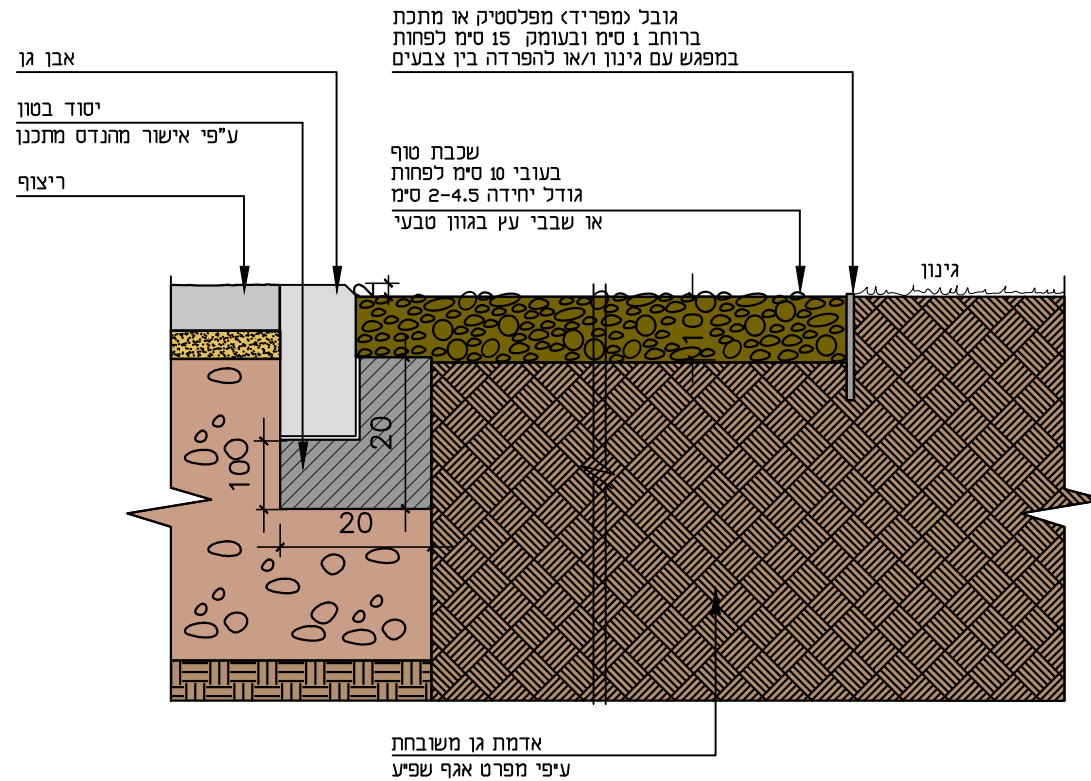 גובל (מפריד) מפלסטיק או מתכת
ברוחב 1 ס"מ ובעומק 15 ס"מ לפחות
במפגש עם גינון ו/או להפרדה בין צבעים
אבן גן
יסוד בטון
ע"פי אישור מהנדס מתכנן
ריצוף
שכבת טוף
בעובי 10 ס"מ לפחות
גודל יחידה 2-4.5 ס"מ
או שבבי עץ בגוון טבעי
גינון
2
1
20
100
20
אדמת גן משובחת
ע"פי מפרט אגף שפ"ע